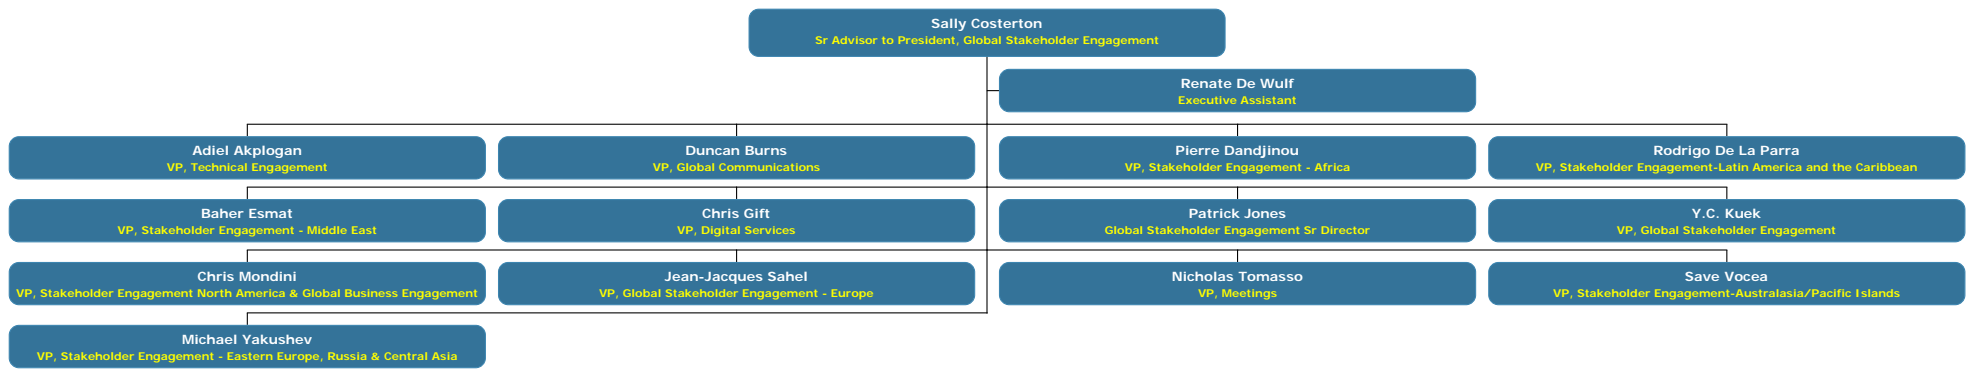 Sally Costerton
Sr Advisor to President, Global Stakeholder Engagement
Renate De Wulf
Executive Assistant
Adiel Akplogan
VP, Technical Engagement
Duncan Burns
VP, Global Communications
Pierre Dandjinou
VP, Stakeholder Engagement - Africa
Rodrigo De La Parra
VP, Stakeholder Engagement-Latin America and the Caribbean
Baher Esmat
VP, Stakeholder Engagement - Middle East
Chris Gift
VP, Digital Services
Patrick Jones
Global Stakeholder Engagement Sr Director
Y.C. Kuek
VP, Global Stakeholder Engagement
Chris Mondini
VP, Stakeholder Engagement North America & Global Business Engagement
Jean-Jacques Sahel
VP, Global Stakeholder Engagement - Europe
Nicholas Tomasso
VP, Meetings
Save Vocea
VP, Stakeholder Engagement-Australasia/Pacific Islands
Michael Yakushev
VP, Stakeholder Engagement - Eastern Europe, Russia & Central Asia